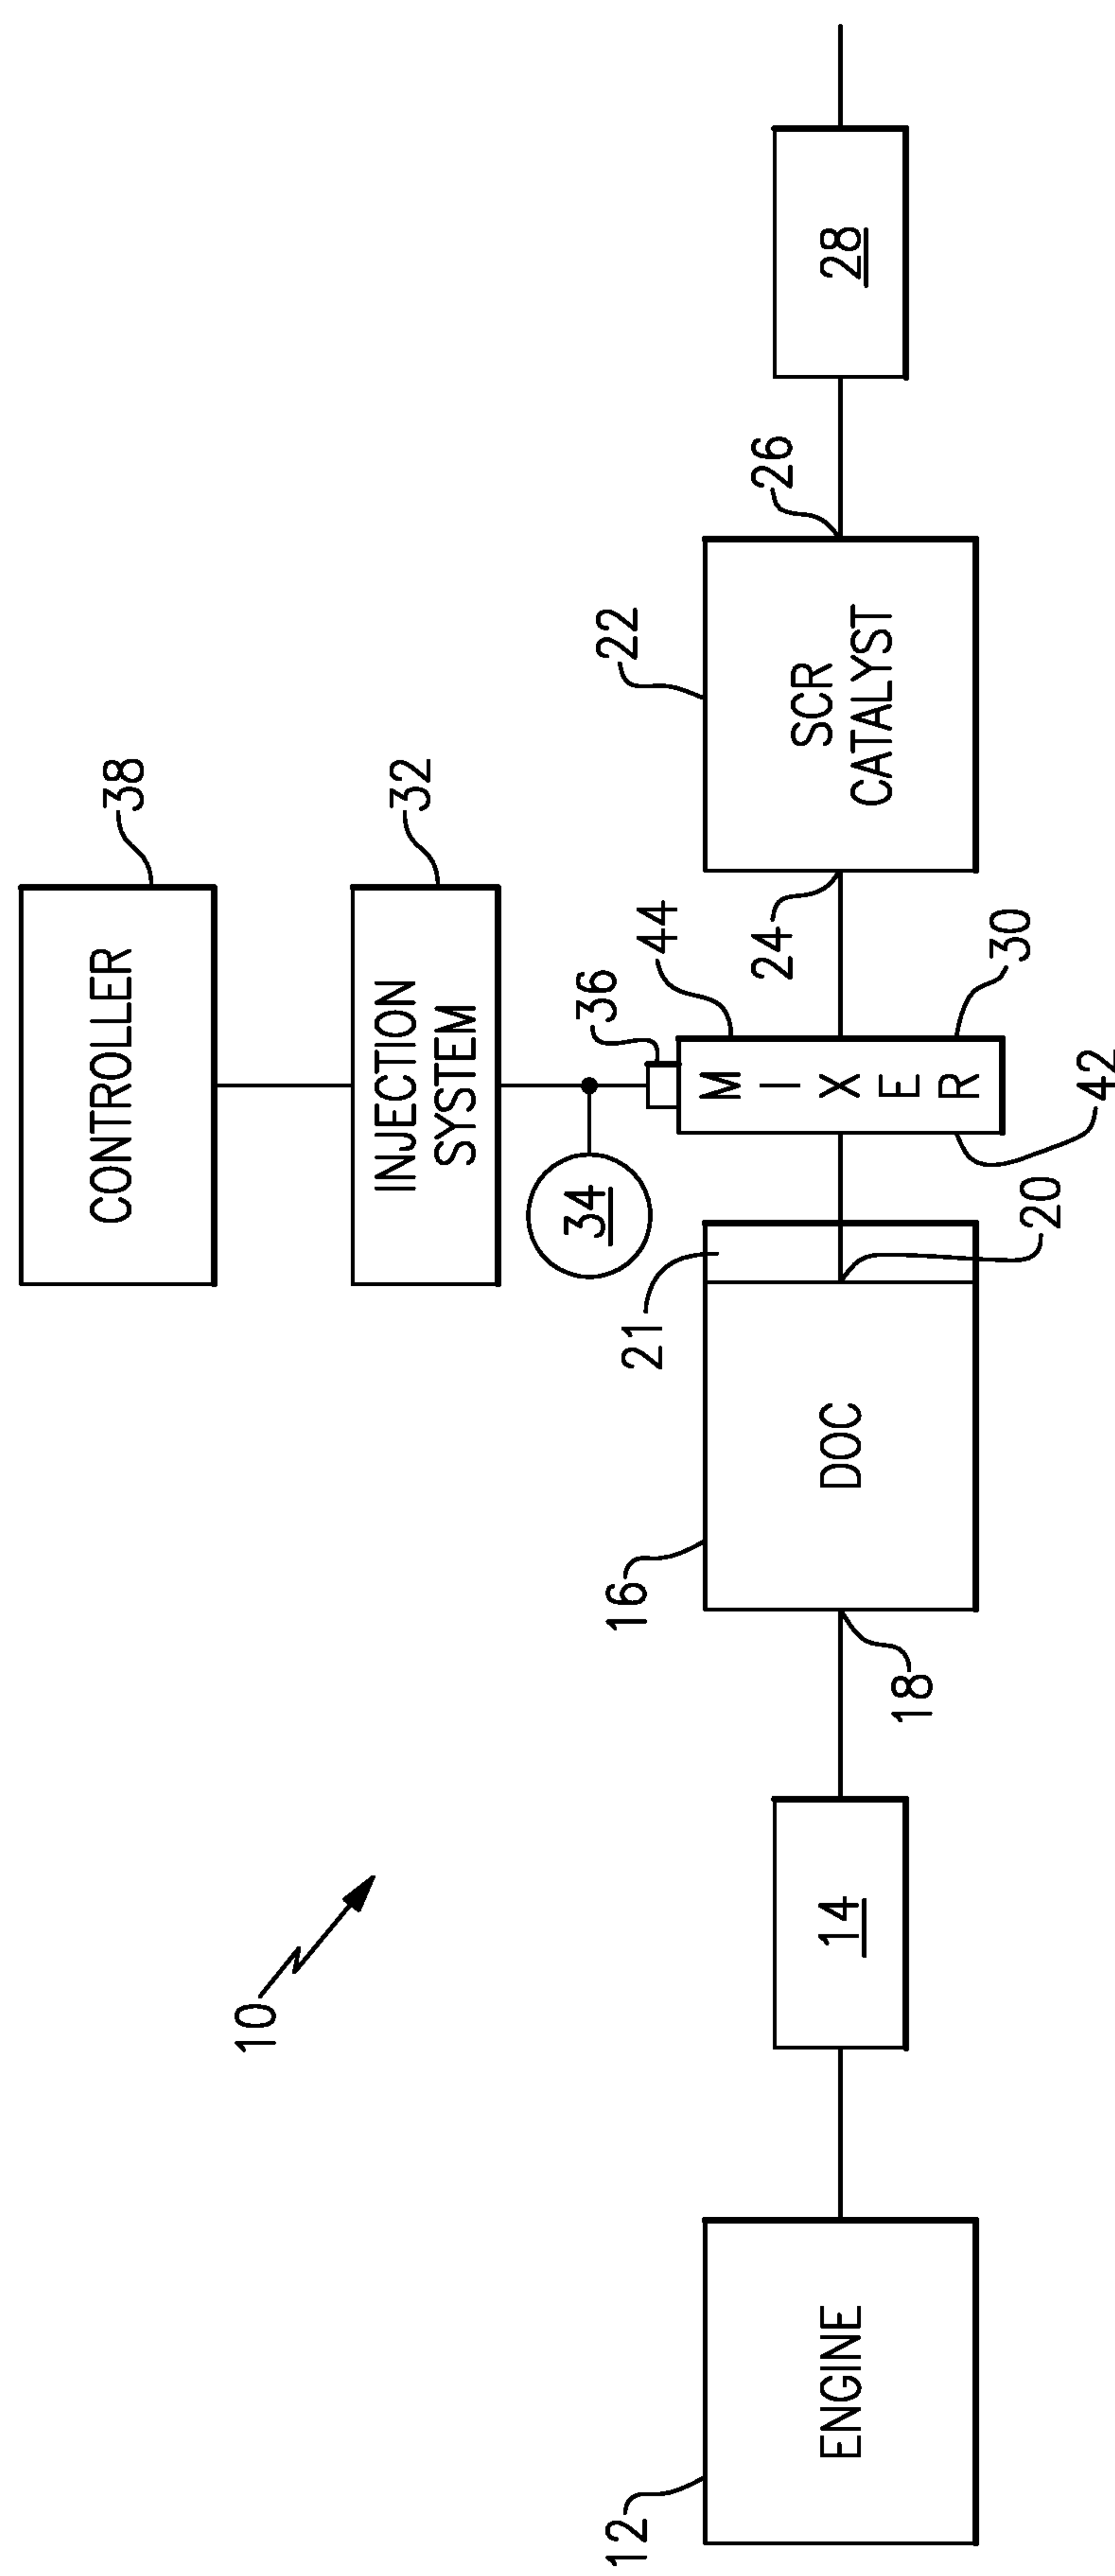 CONTROLLER
38
INJECTION
SYSTEM
32
34
36
44
10
12
ENGINE
14
16
18
DOC
21
20
MIXER
42
30
24
22
SCR
CATALYST
26
28